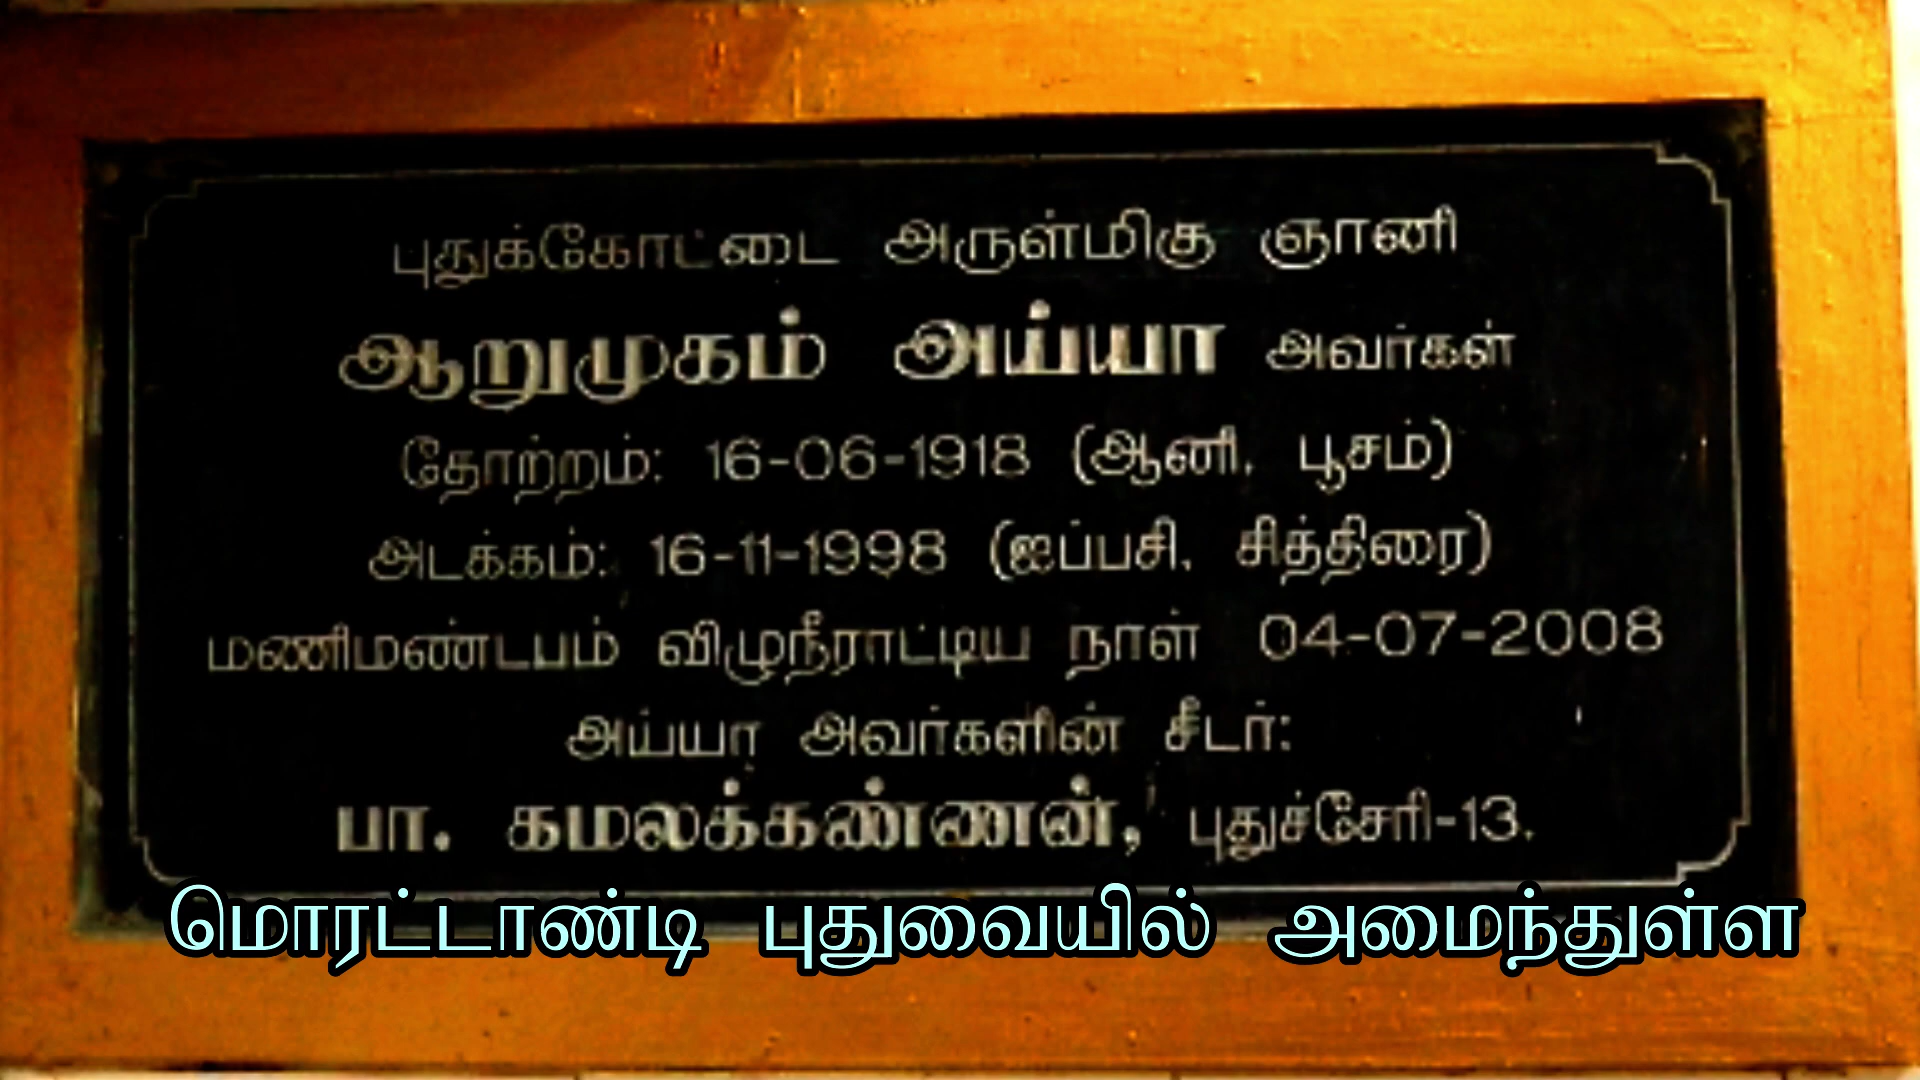 புதுக்கோட்டை அருள்மிகு ஞானி
ஆறுமுகம் அய்யா அவர்கள்
தோற்றம்: 16-06-1918 (ஆனி, பூசம்)
அடக்கம்: 16-11-1998 (ஐப்பசி, சித்திரை)
மணிமண்டபம் விழுநீராட்டிய நாள் 04-07-2008
அய்யா அவர்களின் சீடர்:
பா. கமலக்கண்ணன், புதுச்சேரி-13.
மொரட்டாண்டி புதுவையில் அமைந்துள்ள